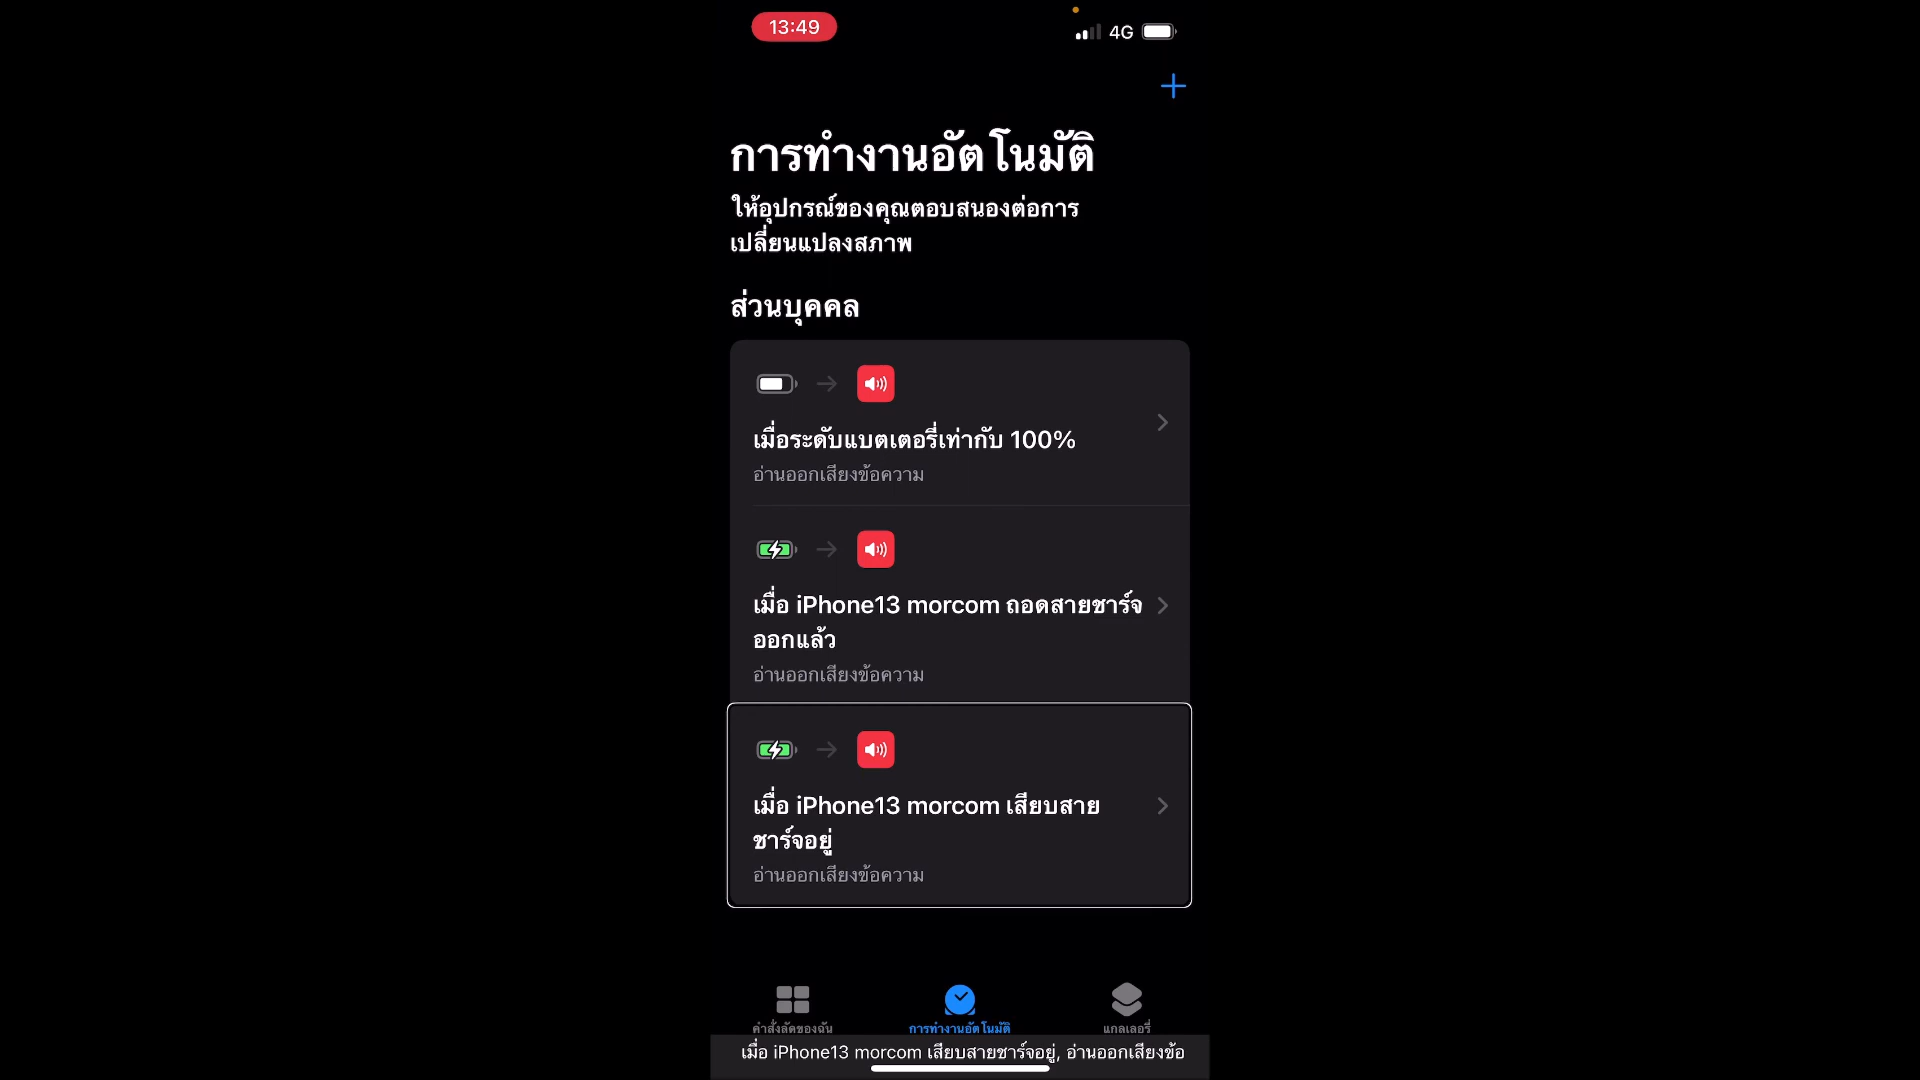 13:49
4G
การทำงานอัตโนมัติ
ให้อุปกรณ์ของคุณตอบสนองต่อการ
เปลี่ยนแปลงสภาพ
ส่วนบุคคล
เมื่อระดับแบตเตอรี่เท่ากับ 100%
อ่านออกเสียงข้อความ
เมื่อ iPhone13 morcom ถอดสายชาร์จ
ออกแล้ว
อ่านออกเสียงข้อความ
เมื่อ iPhone13 morcom เสียบสาย
ชาร์จอยู่
อ่านออกเสียงข้อความ
คำสั่งลัดของฉัน
การทำงานอัตโนมัติ
แกลเลอรี่
เมื่อ iPhone13 morcom เสียบสายชาร์จอยู่, อ่านออกเสียงข้อ